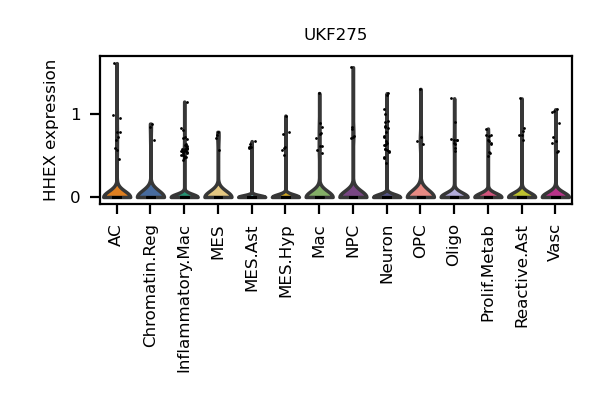 UKF275
HHEX expression
1
0
AC
Chromatin.Reg
Inflammatory.Mac
MES
MES.Ast
MES.Hyp
Mac
NPC
Neuron
OPC
Oligo
Prolif.Metab
Reactive.Ast
Vasc